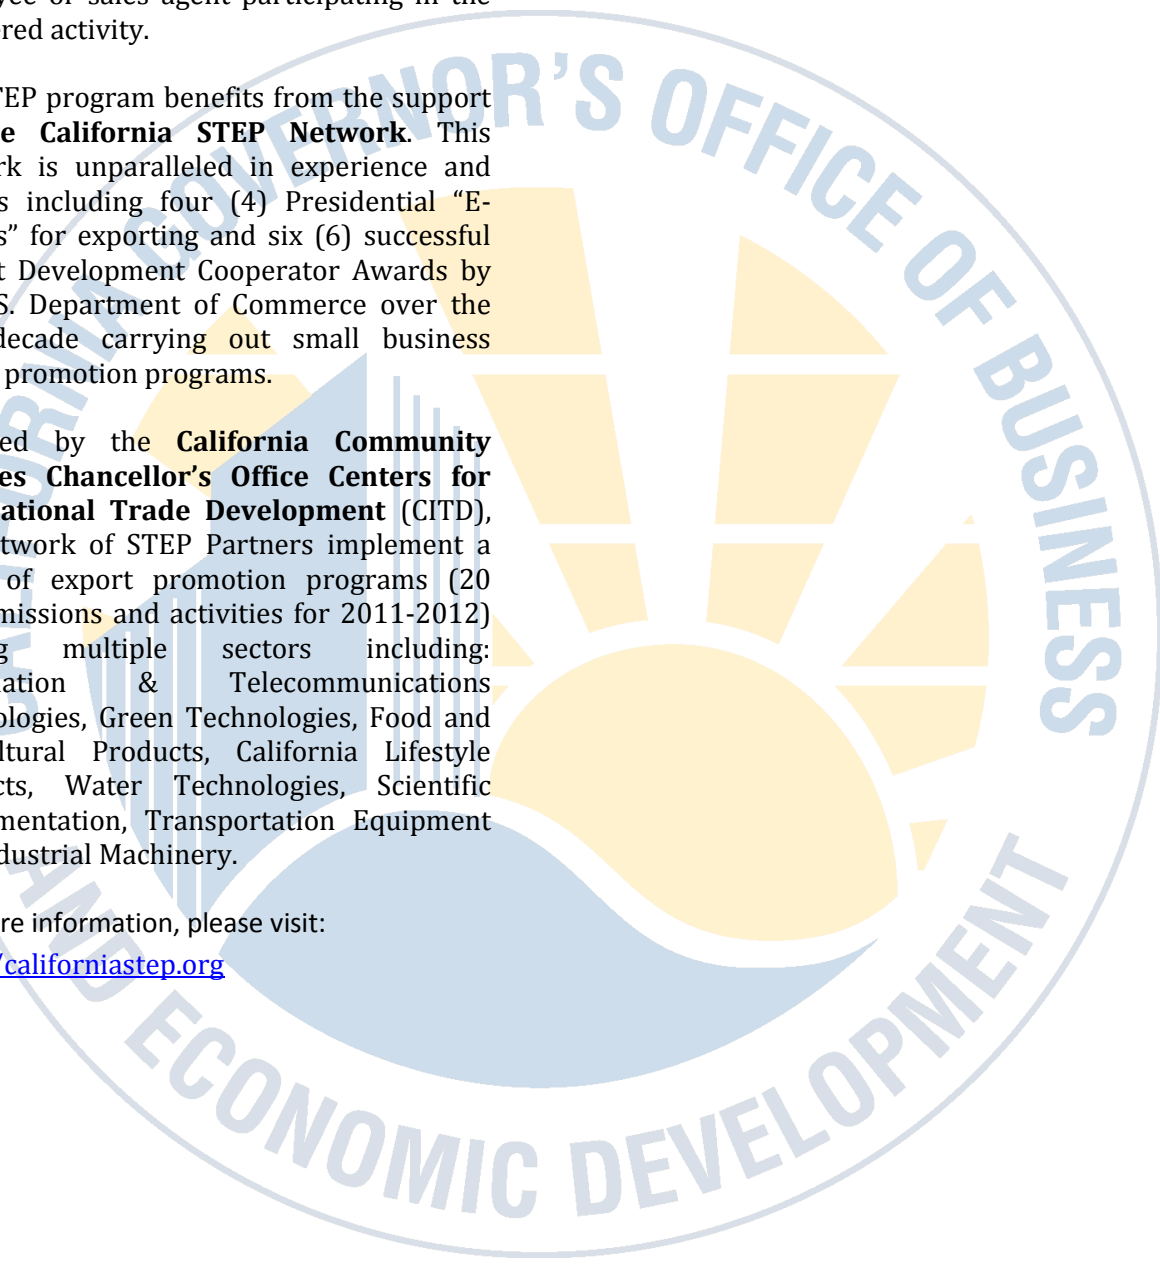 yee or sales agent participating in the
ered activity.
TEP program benefits from the support
e California STEP Network. This
rk is unparalleled in experience and
s including four (4) Presidential “E-
s” for exporting and six (6) successful
t Development Cooperator Awards by
S. Department of Commerce over the
decade carrying out small business
promotion programs.
ed by the California Community
es Chancellor’s Office Centers for
ational Trade Development (CITD),
twork of STEP Partners implement a
of export promotion programs (20
missions and activities for 2011-2012)
g multiple sectors including:
ation & Telecommunications
ologies, Green Technologies, Food and
ltural Products, California Lifestyle
cts, Water Technologies, Scientific
mentation, Transportation Equipment
dustrial Machinery.
re information, please visit:
/californiastep.org
CALIFORNIA GOVERNOR’S OFFICE OF BUSINESS
AND ECONOMIC DEVELOPMENT